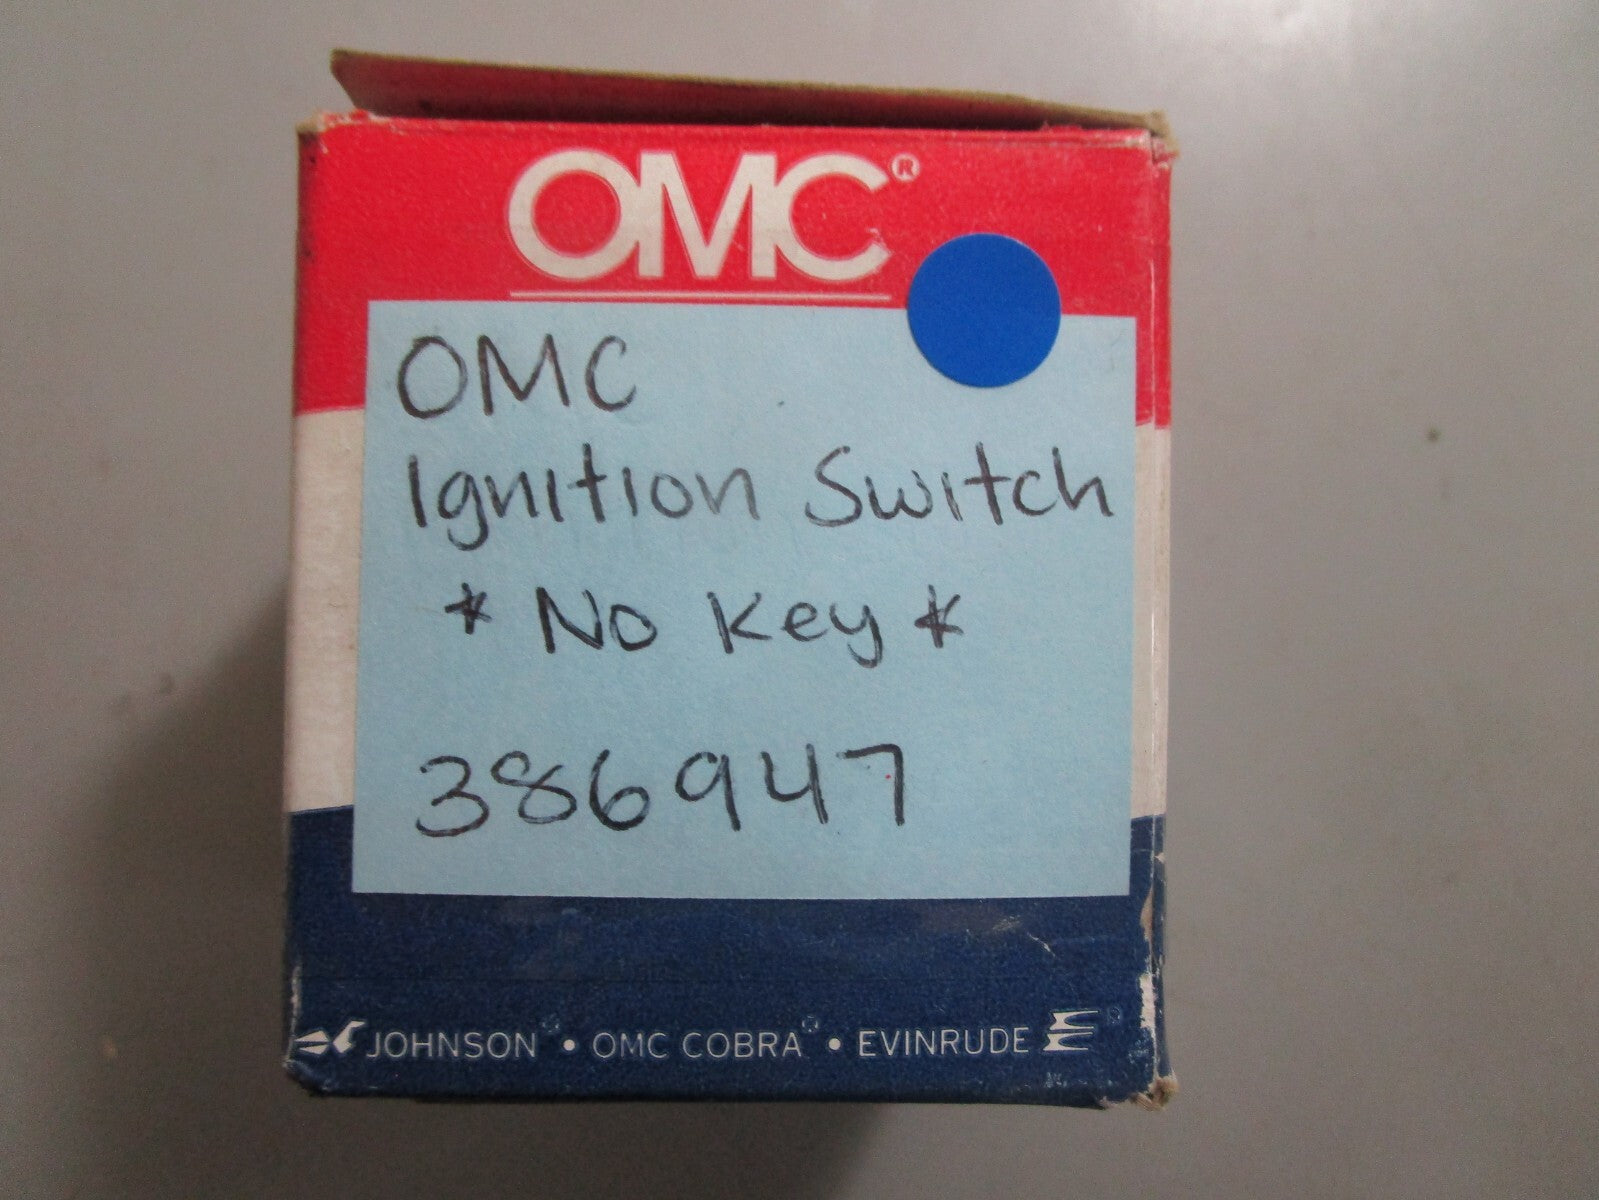 OMC®
OMC
Ignition Switch
* No Key *
386947
JOHNSON® • OMC COBRA® • EVINRUDE ®